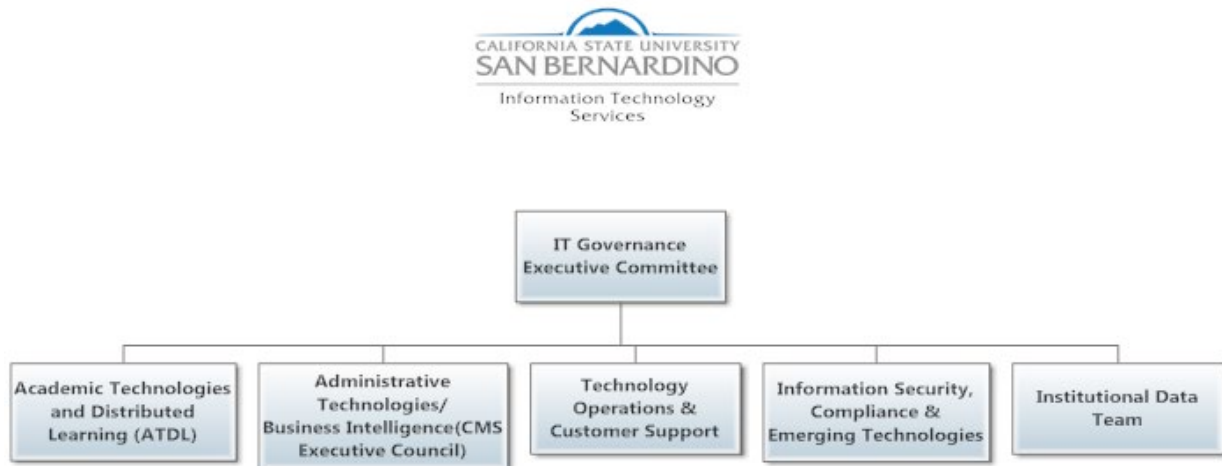 CALIFORNIA STATE UNIVERSITY
SAN BERNARDINO
Information Technology
Services
IT Governance
Executive Committee
Academic Technologies
and Distributed
Learning (ATDL)
Administrative
Technologies/
Business Intelligence(CMS
Executive Council)
Technology
Operations &
Customer Support
Information Security,
Compliance &
Emerging Technologies
Institutional Data
Team